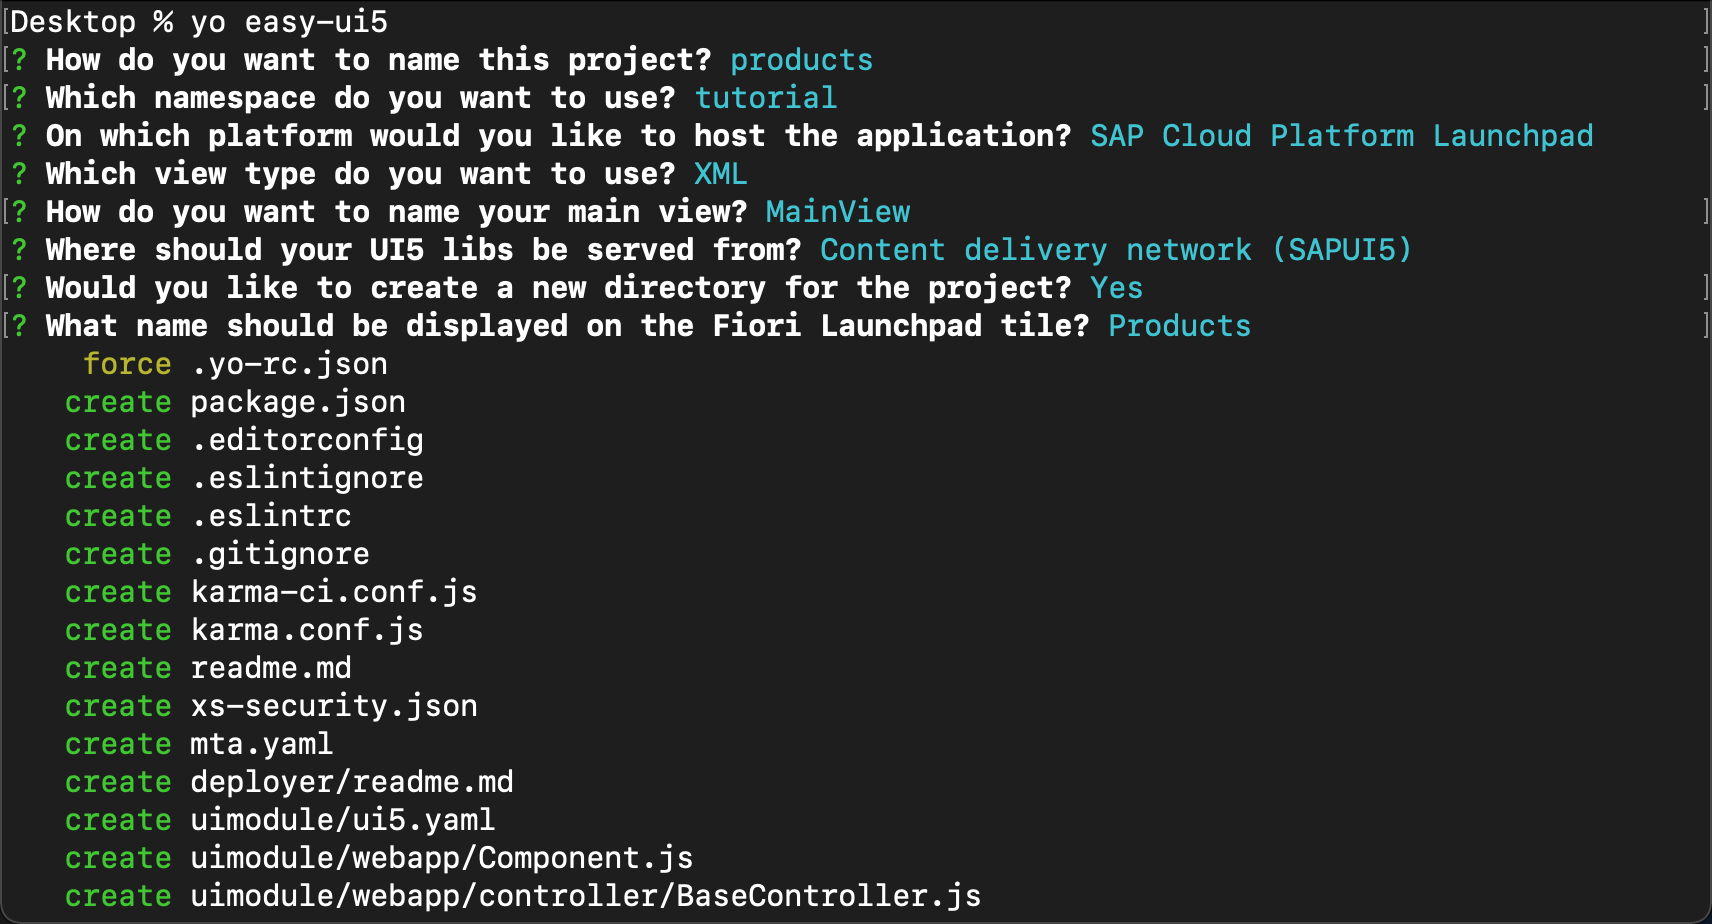 [Desktop % yo easy-ui5 ]
[? How do you want to name this project? products ]
[? Which namespace do you want to use? tutorial ]
? On which platform would you like to host the application? SAP Cloud Platform Launchpad
? Which view type do you want to use? XML
[? How do you want to name your main view? MainView ]
? Where should your UI5 libs be served from? Content delivery network (SAPUI5)
[? Would you like to create a new directory for the project? Yes ]
[? What name should be displayed on the Fiori Launchpad tile? Products ]
force .yo-rc.json
create package.json
create .editorconfig
create .eslintignore
create .eslintrc
create .gitignore
create karma-ci.conf.js
create karma.conf.js
create readme.md
create xs-security.json
create mta.yaml
create deployer/readme.md
create uimodule/ui5.yaml
create uimodule/webapp/Component.js
create uimodule/webapp/controller/BaseController.js